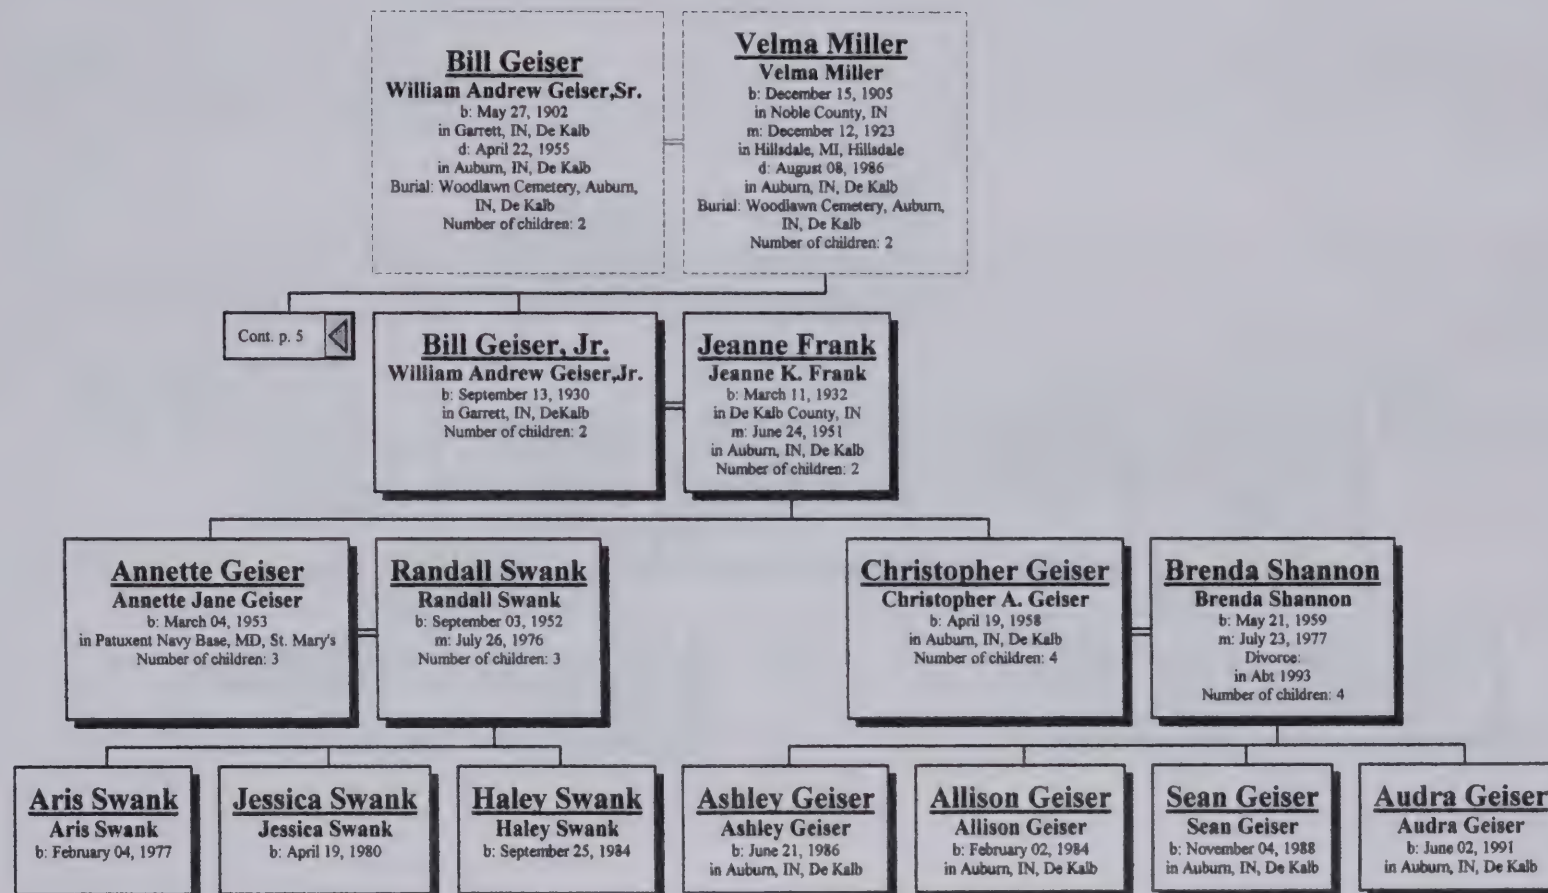 Bill Geiser
William Andrew Geiser,Sr.
b: May 27, 1902
in Garrett, IN, De Kalb
d: April 22, 1955
in Auburn, IN, De Kalb
Burial: Woodlawn Cemetery, Auburn,
IN, De Kalb
Number of children: 2
Velma Miller
Velma Miller
b: December 15, 1905
in Noble County, IN
m: December 12, 1923
in Hillsdale, MI, Hillsdale
d: August 08, 1986
in Auburn, IN, De Kalb
Burial: Woodlawn Cemetery, Auburn,
IN, De Kalb
Number of children: 2
Cont. p. 5
Bill Geiser, Jr.
William Andrew Geiser,Jr.
b: September 13, 1930
in Garrett, IN, DeKalb
Number of children: 2
Jeanne Frank
Jeanne K. Frank
b: March 11, 1932
in De Kalb County, IN
m: June 24, 1951
in Auburn, IN, De Kalb
Number of children: 2
Annette Geiser
Annette Jane Geiser
b: March 04, 1953
in Patuxent Navy Base, MD, St. Mary's
Number of children: 3
Randall Swank
Randall Swank
b: September 03, 1952
m: July 26, 1976
Number of children: 3
Christopher Geiser
Christopher A. Geiser
b: April 19, 1958
in Auburn, IN, De Kalb
Number of children: 4
Brenda Shannon
Brenda Shannon
b: May 21, 1959
m: July 23, 1977
Divorce:
in Abt 1993
Number of children: 4
Aris Swank
Aris Swank
b: February 04, 1977
Jessica Swank
Jessica Swank
b: April 19, 1980
Haley Swank
Haley Swank
b: September 25, 1984
Ashley Geiser
Ashley Geiser
b: June 21, 1986
in Auburn, IN, De Kalb
Allison Geiser
Allison Geiser
b: February 02, 1984
in Auburn, IN, De Kalb
Sean Geiser
Sean Geiser
b: November 04, 1988
in Auburn, IN, De Kalb
Audra Geiser
Audra Geiser
b: June 02, 1991
in Auburn, IN, De Kalb